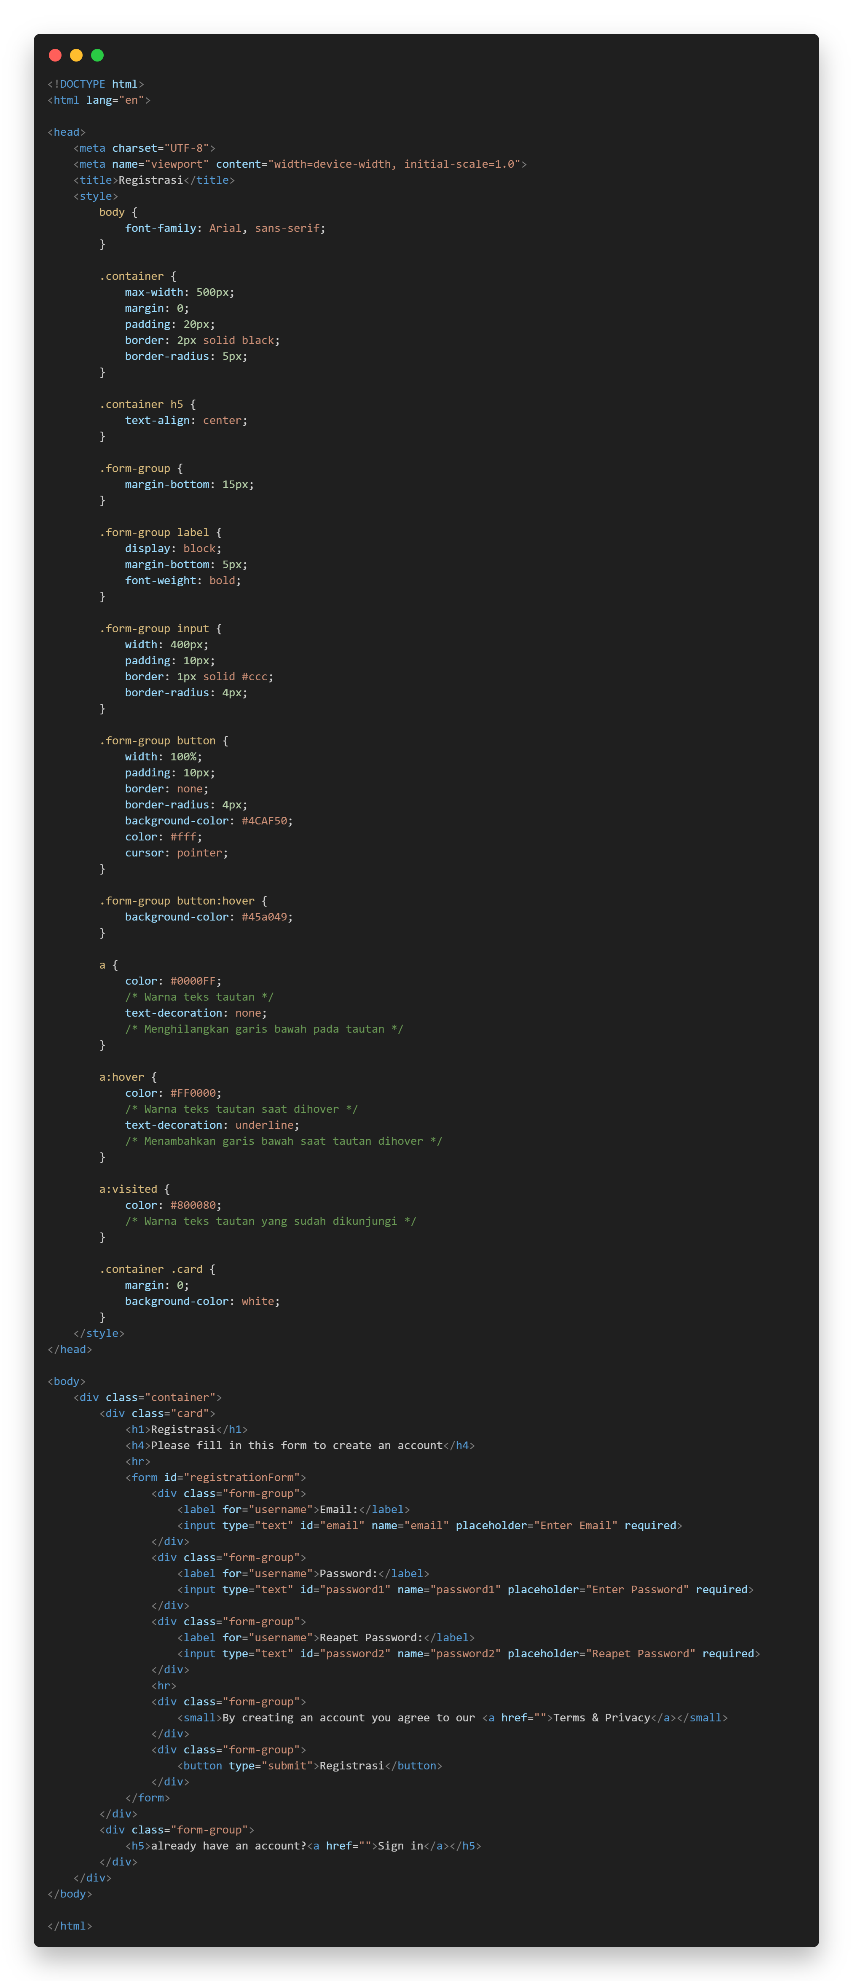 <!DOCTYPE html>
<html lang="en">

<head>
    <meta charset="UTF-8">
    <meta name="viewport" content="width=device-width, initial-scale=1.0">
    <title>Registrasi</title>
    <style>
        body {
            font-family: Arial, sans-serif;
        }

        .container {
            max-width: 500px;
            margin: 0;
            padding: 20px;
            border: 2px solid black;
            border-radius: 5px;
        }

        .container h5 {
            text-align: center;
        }

        .form-group {
            margin-bottom: 15px;
        }

        .form-group label {
            display: block;
            margin-bottom: 5px;
            font-weight: bold;
        }

        .form-group input {
            width: 400px;
            padding: 10px;
            border: 1px solid #ccc;
            border-radius: 4px;
        }

        .form-group button {
            width: 100%;
            padding: 10px;
            border: none;
            border-radius: 4px;
            background-color: #4CAF50;
            color: #fff;
            cursor: pointer;
        }

        .form-group button:hover {
            background-color: #45a049;
        }

        a {
            color: #0000FF;
            /* Warna teks tautan */
            text-decoration: none;
            /* Menghilangkan garis bawah pada tautan */
        }

        a:hover {
            color: #FF0000;
            /* Warna teks tautan saat dihover */
            text-decoration: underline;
            /* Menambahkan garis bawah saat tautan dihover */
        }

        a:visited {
            color: #800080;
            /* Warna teks tautan yang sudah dikunjungi */
        }

        .container .card {
            margin: 0;
            background-color: white;
        }
    </style>
</head>

<body>
    <div class="container">
        <div class="card">
            <h1>Registrasi</h1>
            <h4>Please fill in this form to create an account</h4>
            <hr>
            <form id="registrationForm">
                <div class="form-group">
                    <label for="username">Email:</label>
                    <input type="text" id="email" name="email" placeholder="Enter Email" required>
                </div>
                <div class="form-group">
                    <label for="username">Password:</label>
                    <input type="text" id="password1" name="password1" placeholder="Enter Password" required>
                </div>
                <div class="form-group">
                    <label for="username">Reapet Password:</label>
                    <input type="text" id="password2" name="password2" placeholder="Reapet Password" required>
                </div>
                <hr>
                <div class="form-group">
                    <small>By creating an account you agree to our <a href="">Terms & Privacy</a></small>
                </div>
                <div class="form-group">
                    <button type="submit">Registrasi</button>
                </div>
            </form>
        </div>
        <div class="form-group">
            <h5>already have an account?<a href="">Sign in</a></h5>
        </div>
    </div>
</body>

</html>